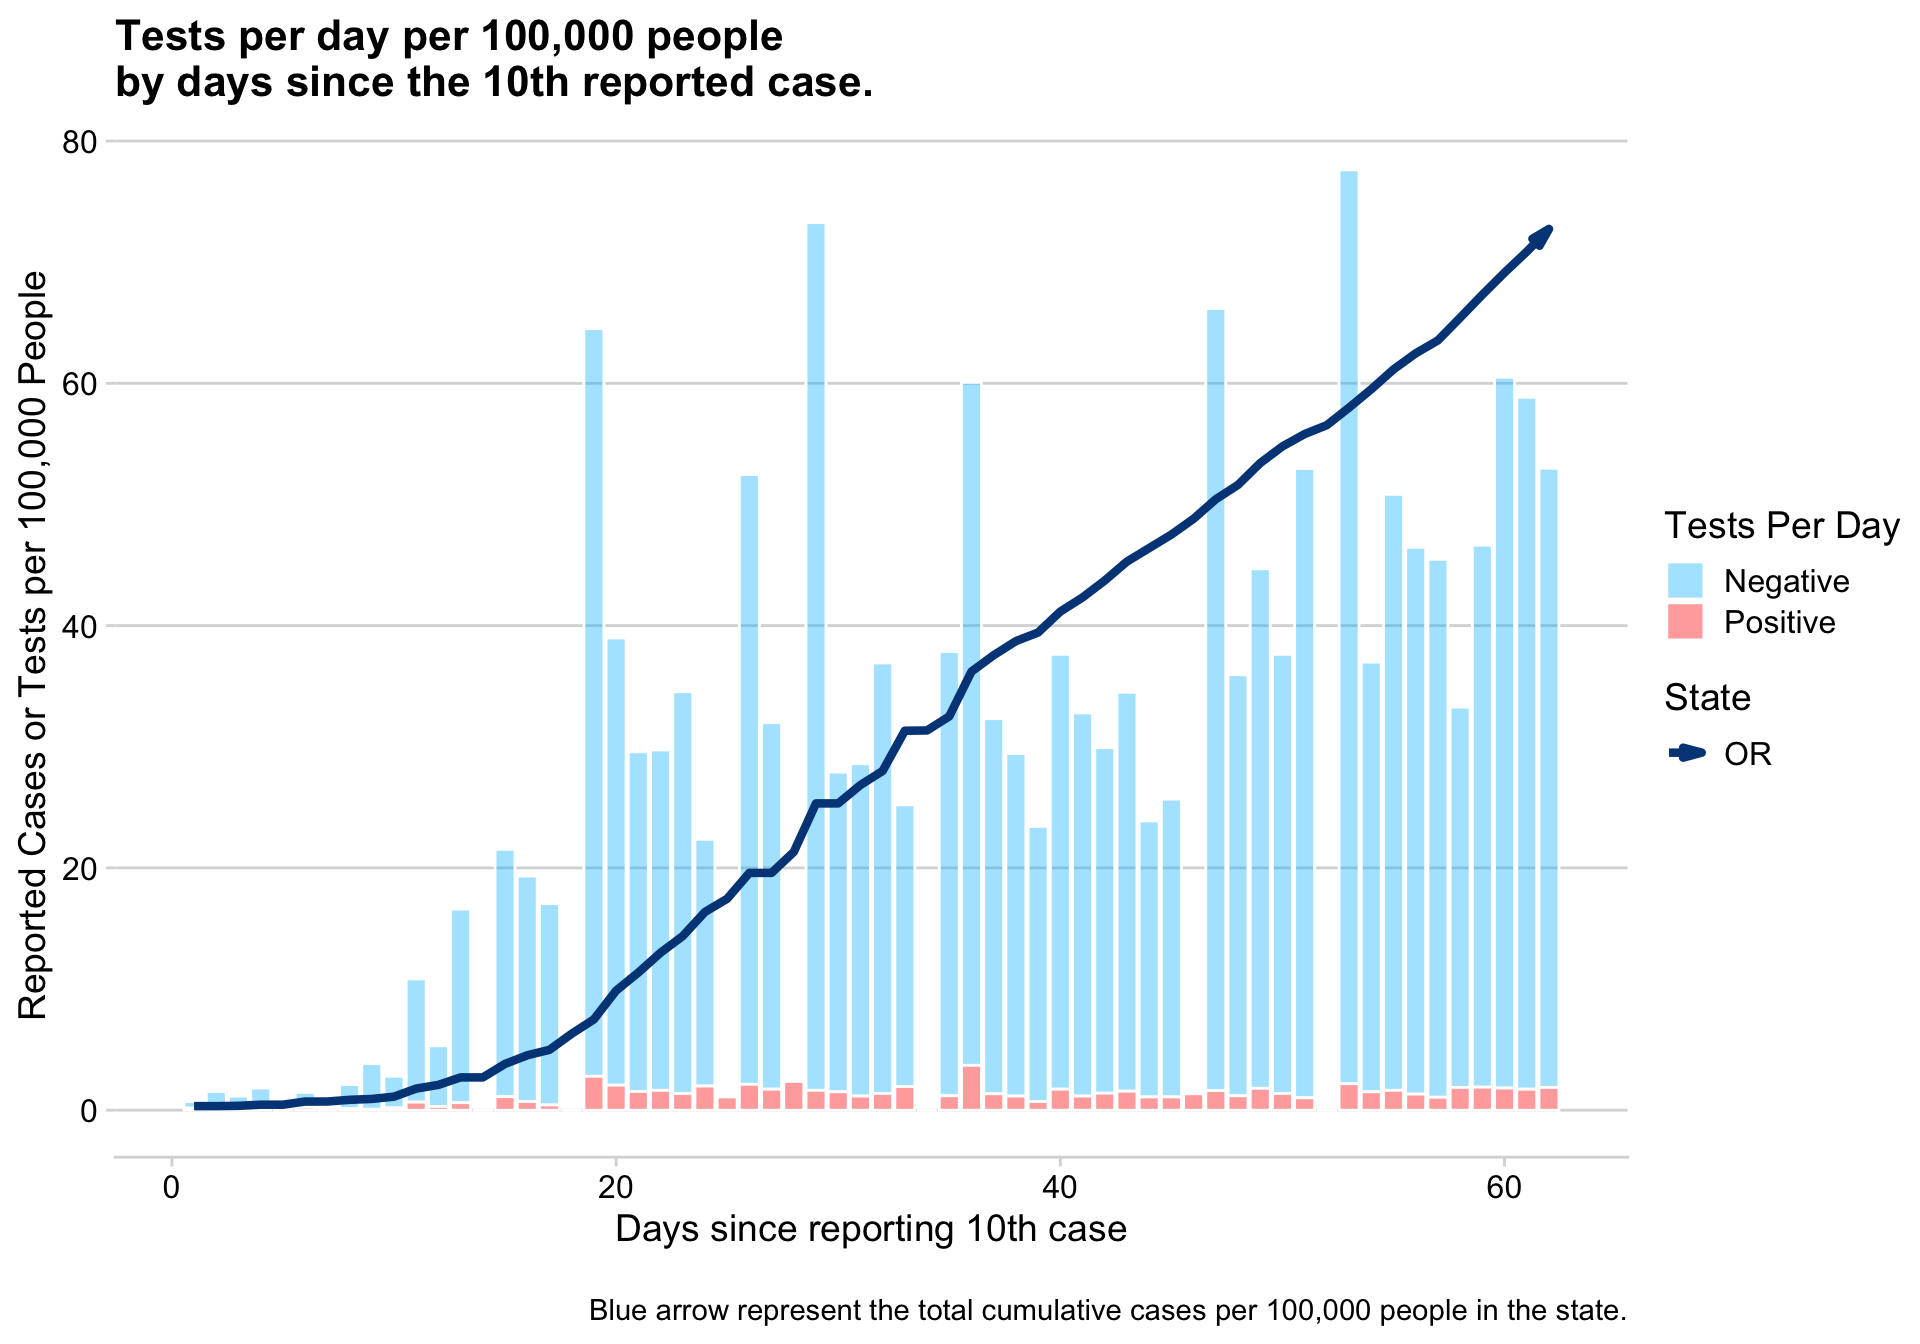 Tests per day per 100,000 people
by days since the 10th reported case.
Reported Cases or Tests per 100,000 People
80
60
40
20
0
0
20
40
60
Days since reporting 10th case
Tests Per Day
Negative
Positive
State
OR
Blue arrow represent the total cumulative cases per 100,000 people in the state.